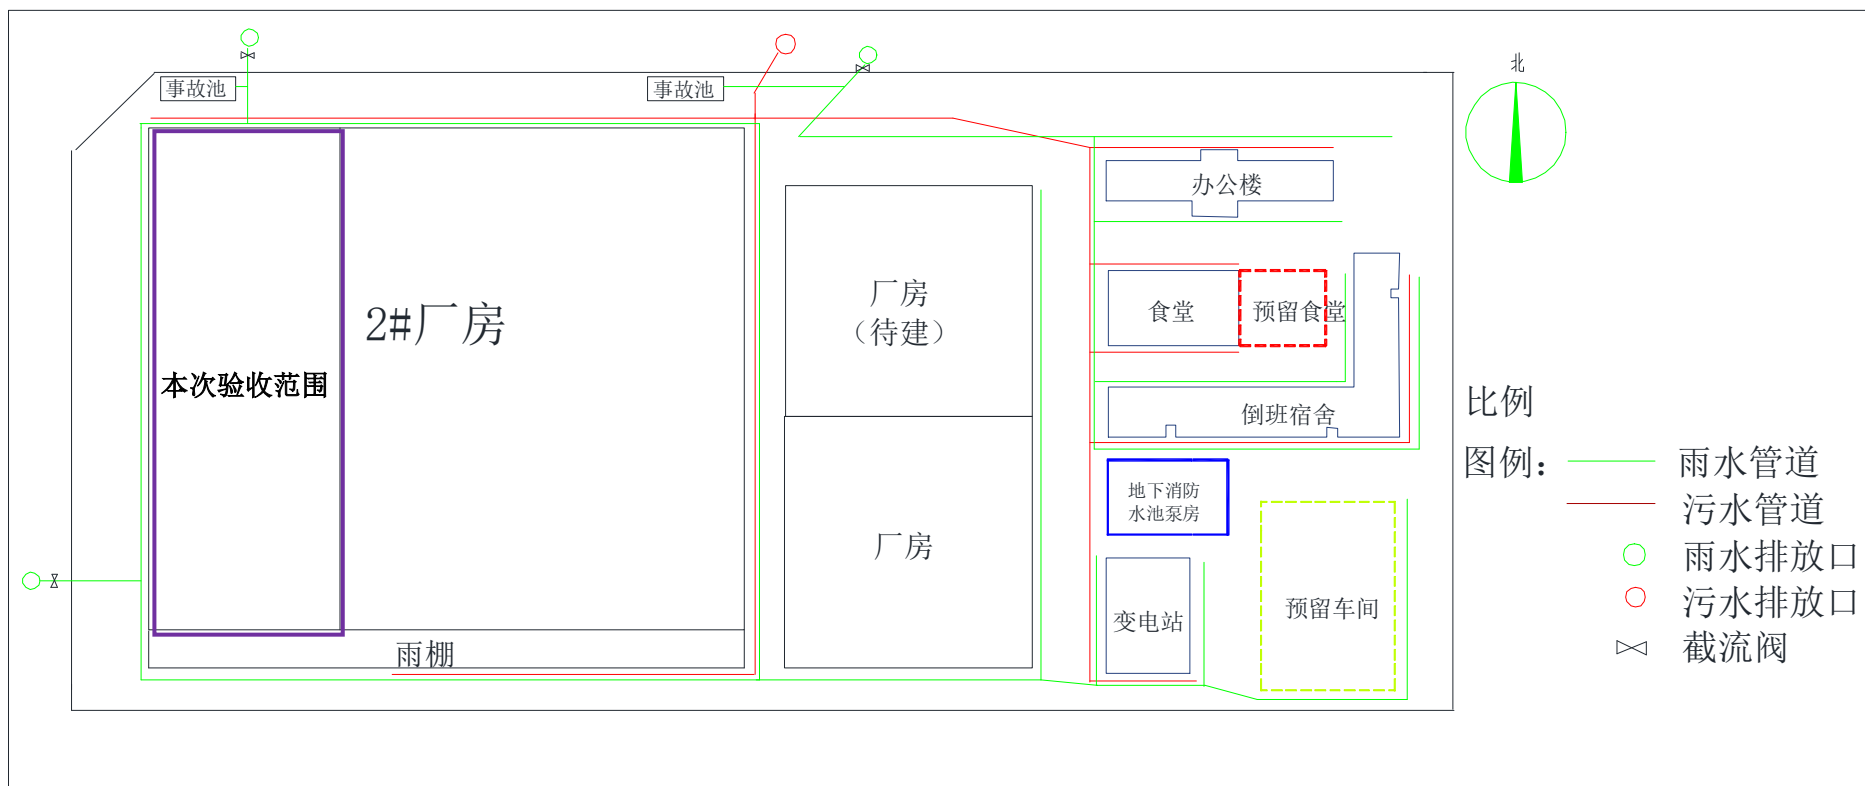 北
事故池
事故池
办公楼
2#厂房
厂房
（待建）
食堂
预留食堂
本次验收范围
倒班宿舍
比例
图例：
雨水管道
污水管道
雨水排放口
污水排放口
截流阀
地下消防
水池泵房
厂房
变电站
预留车间
雨棚